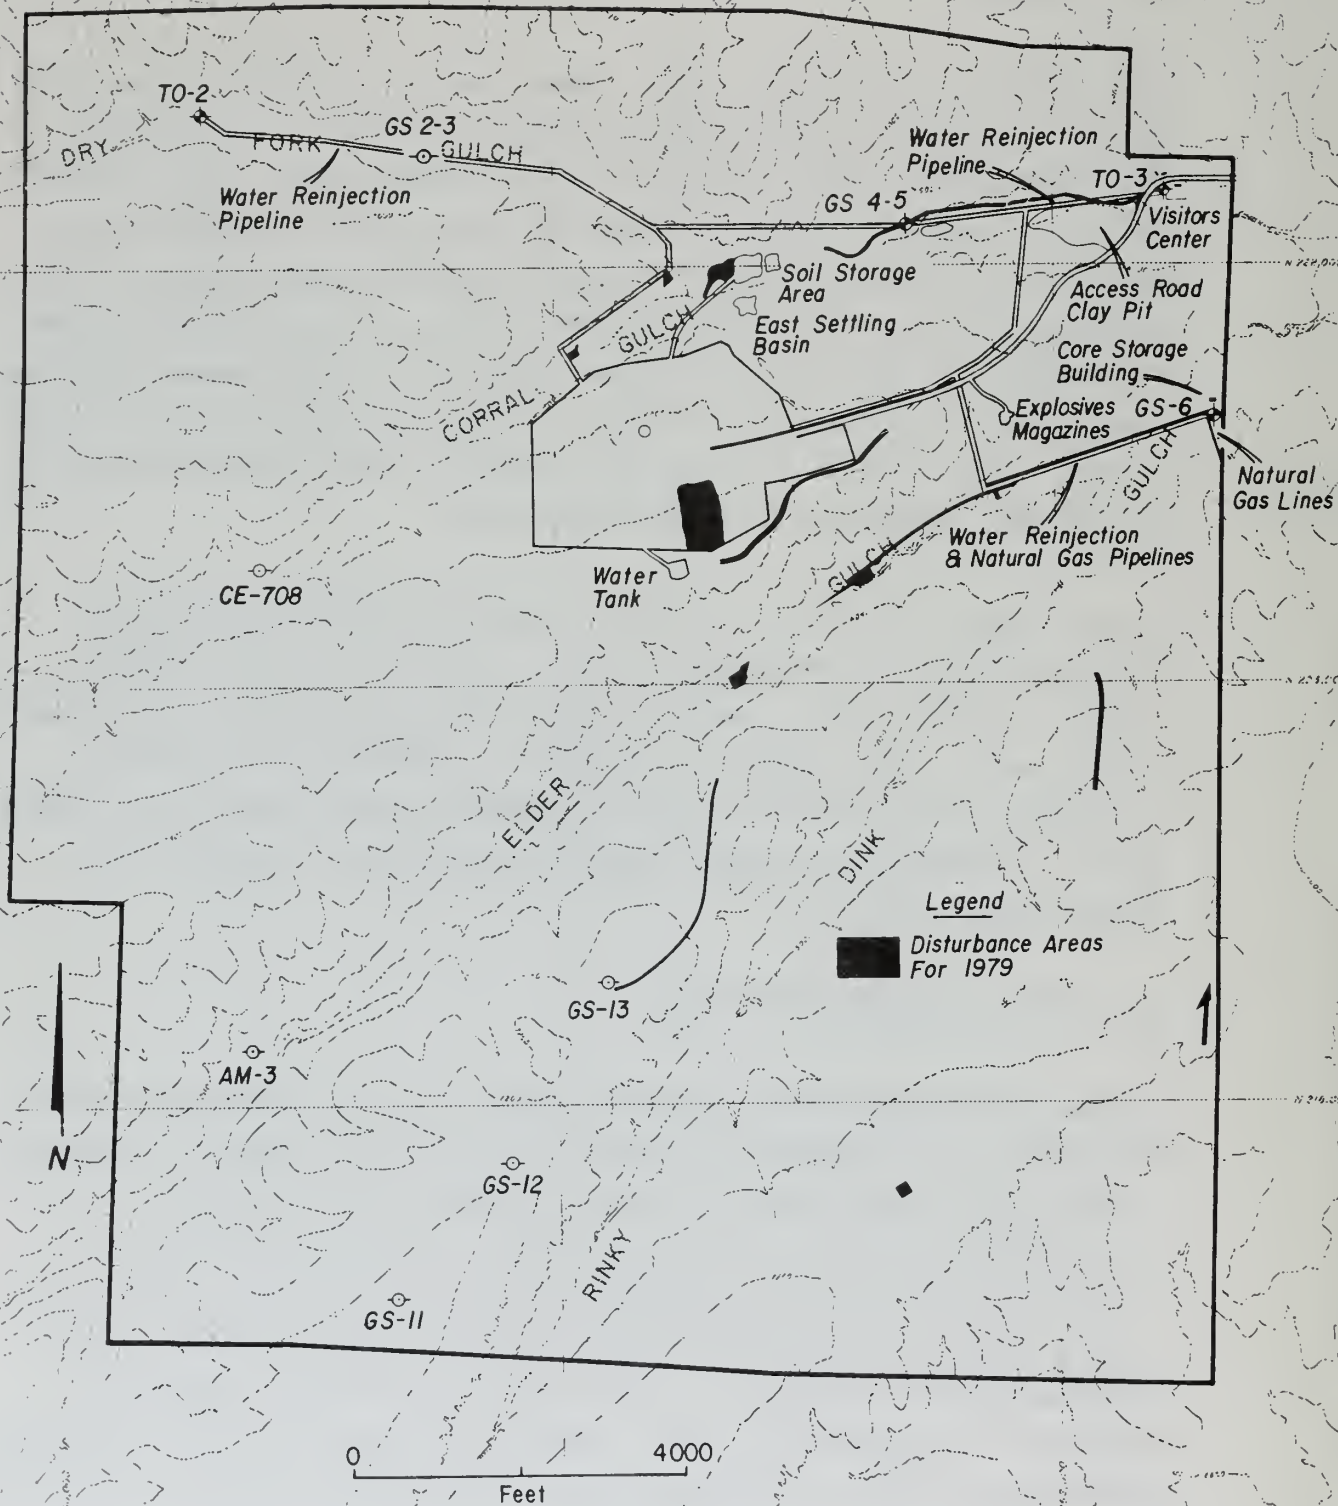 TO-2
DRY
FORK
GS 2-3
GULCH
Water Reinjection
Pipeline
Water Reinjection
Pipeline
TO-3
GS 4-5
Visitors
Center
Soil Storage
Area
Access Road
Clay Pit
GULCH
East Settling
Basin
Core Storage
Building
CORRAL
Explosives
Magazines
GS-6
GULCH
Natural
Gas Lines
Water Reinjection
& Natural Gas Pipelines
GULCH
Water
Tank
CE-708
ELDER
DINK
Legend
Disturbance Areas
For 1979
GS-13
AM-3
N
GS-12
RINKY
GS-11
0
4000
Feet